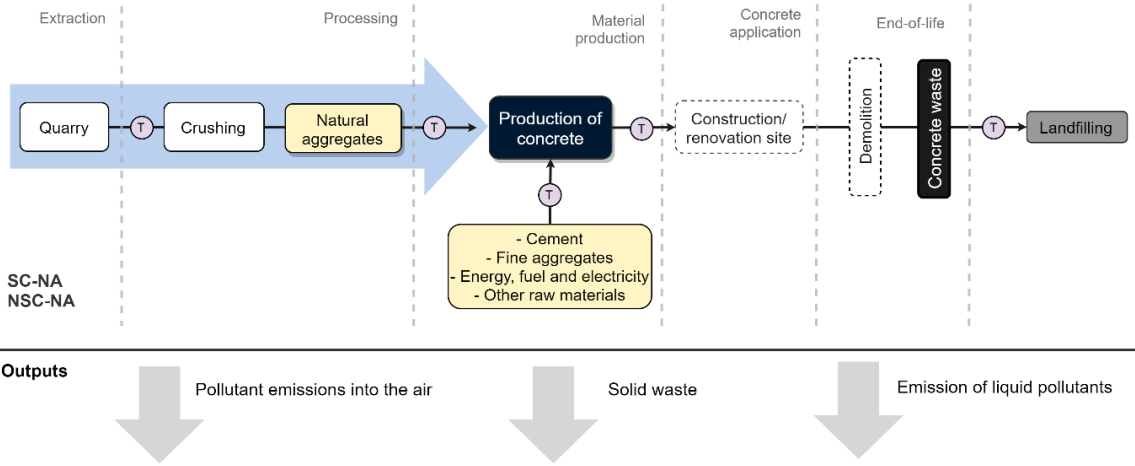 Extraction
Processing
Material
production
Concrete
application
End-of-life
Quarry
T
Crushing
Natural
aggregates
T
Production of
concrete
T
Construction/
renovation site
Demolition
Concrete waste
T
Landfilling
T
- Cement
- Fine aggregates
- Energy, fuel and electricity
- Other raw materials
SC-NA
NSC-NA
Outputs
Pollutant emissions into the air
Solid waste
Emission of liquid pollutants